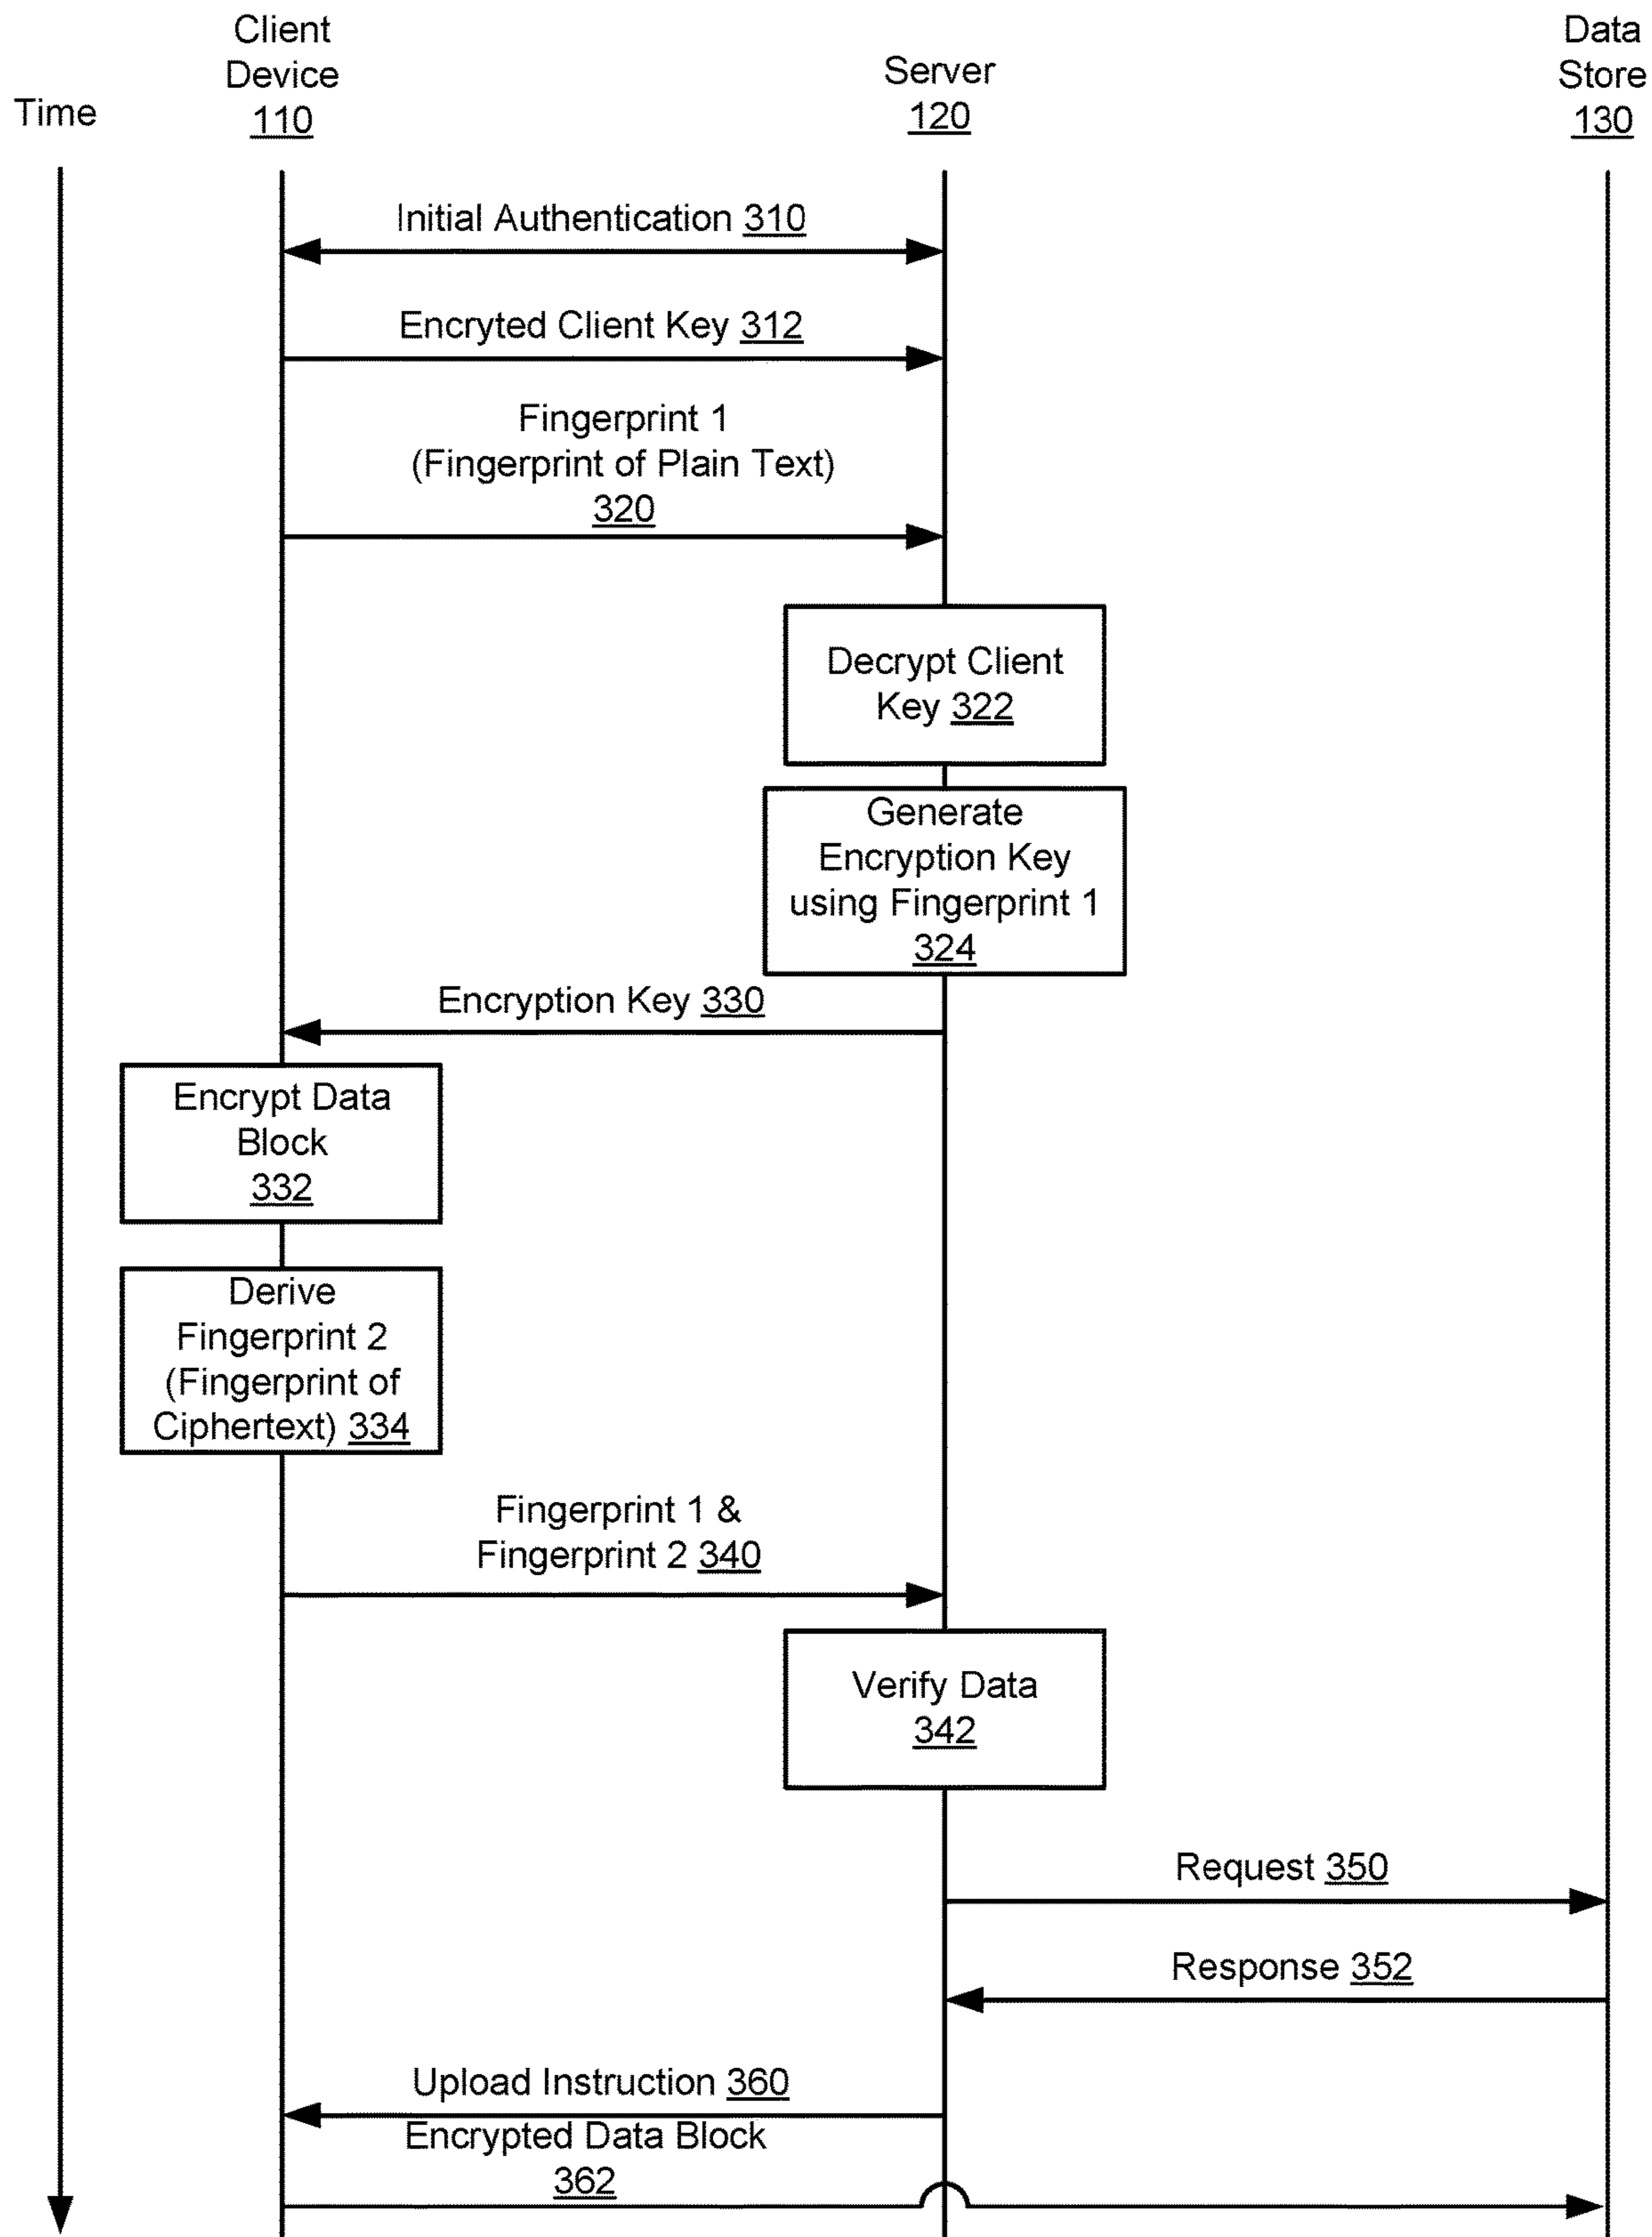 Time
Client
Device
110
Server
120
Data
Store
130
Initial Authentication 310
Encryted Client Key 312
Fingerprint 1
(Fingerprint of Plain Text)
320
Decrypt Client
Key 322
Generate
Encryption Key
using Fingerprint 1
324
Encryption Key 330
Encrypt Data
Block
332
Derive
Fingerprint 2
(Fingerprint of
Ciphertext) 334
Fingerprint 1 &
Fingerprint 2 340
Verify Data
342
Request 350
Response 352
Upload Instruction 360
Encrypted Data Block
362